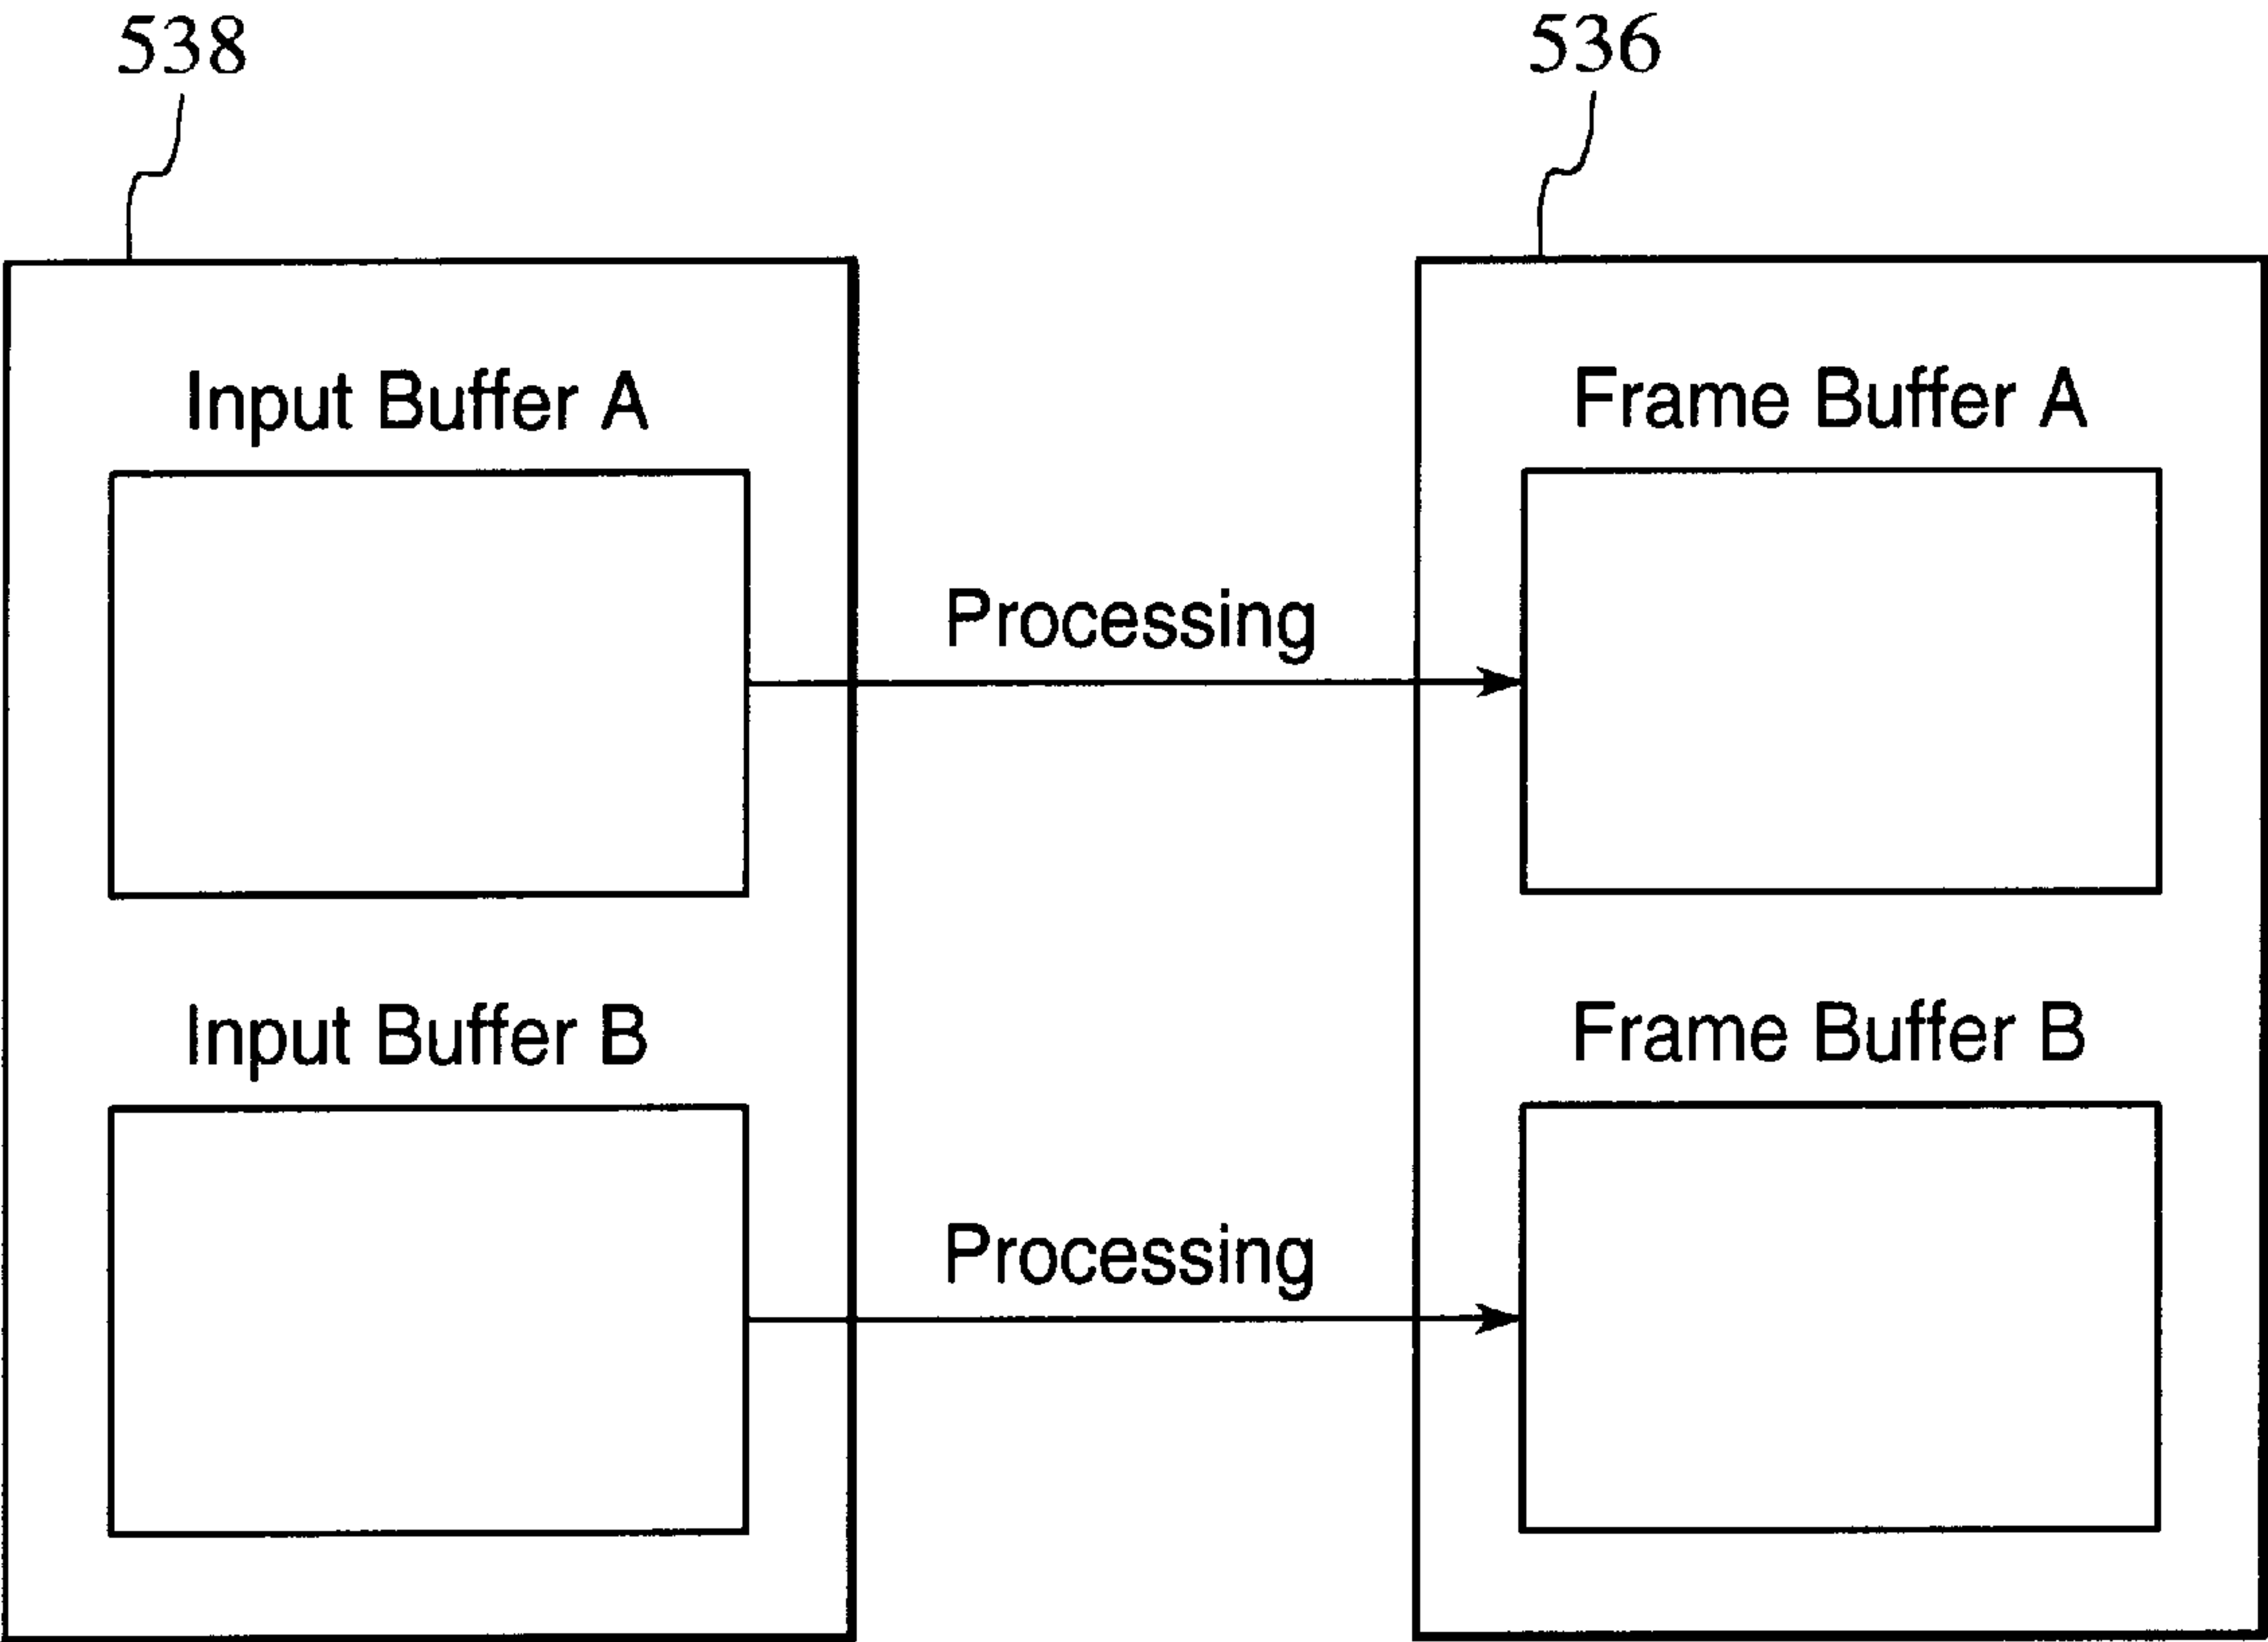 538
536
Input Buffer A
Frame Buffer A
Processing
Input Buffer B
Frame Buffer B
Processing